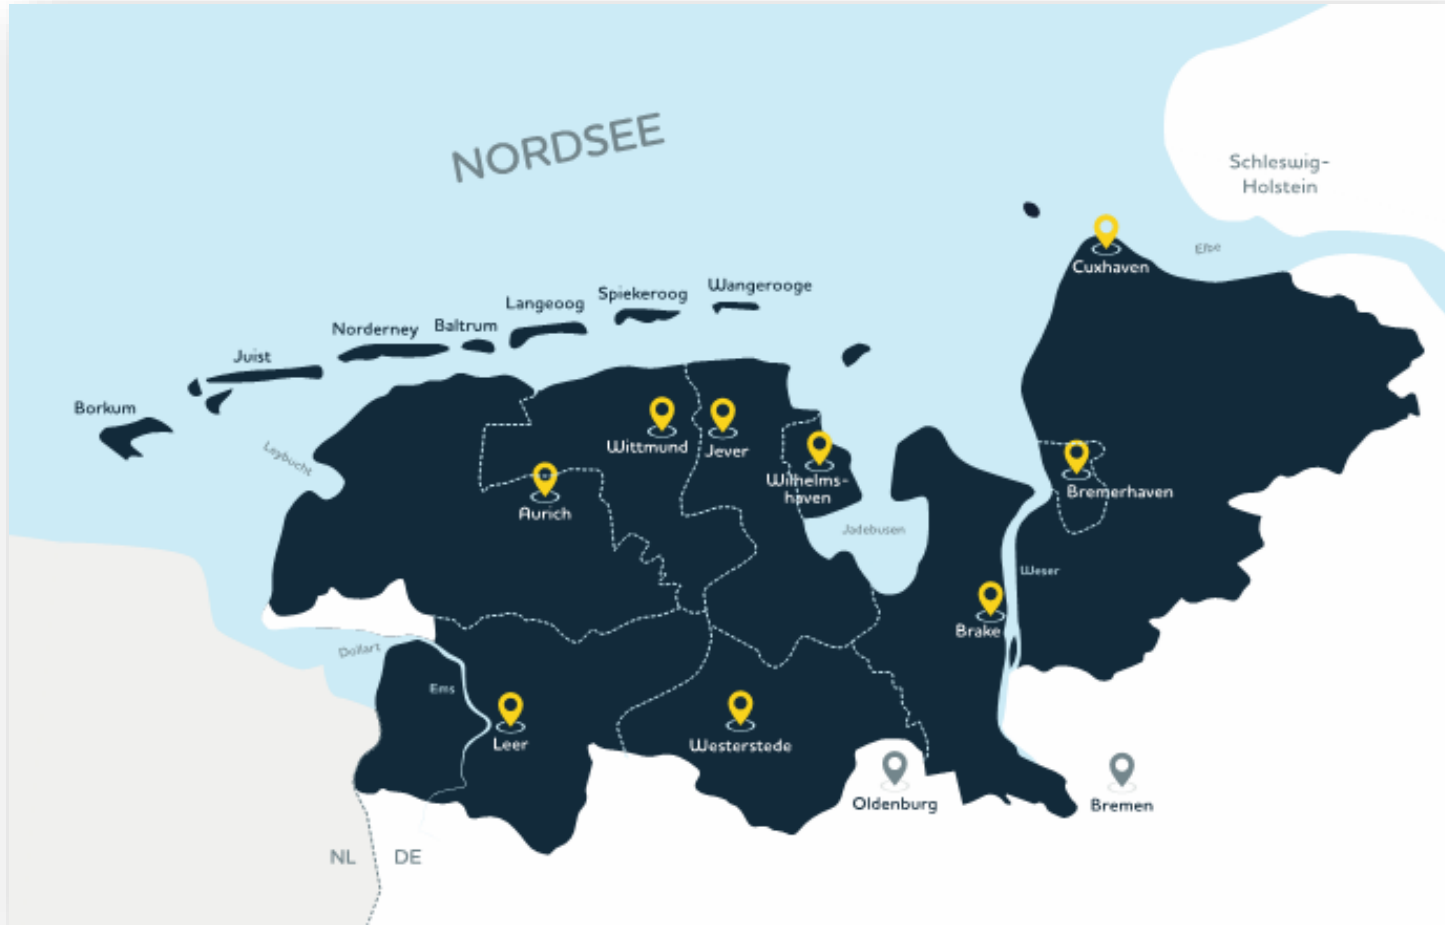 NORDSEE
Schleswig-
Holstein
Elbe
Cuxhaven
Wangerooge
Spiekeroog
Langeoog
Baltrum
Norderney
Juist
Borkum
Leybucht
Wittmund
Jever
Wilhelms-
haven
Aurich
Bremerhaven
Jadebusen
Weser
Brake
Dollart
Ems
Leer
Westerstede
Oldenburg
Bremen
NL
DE